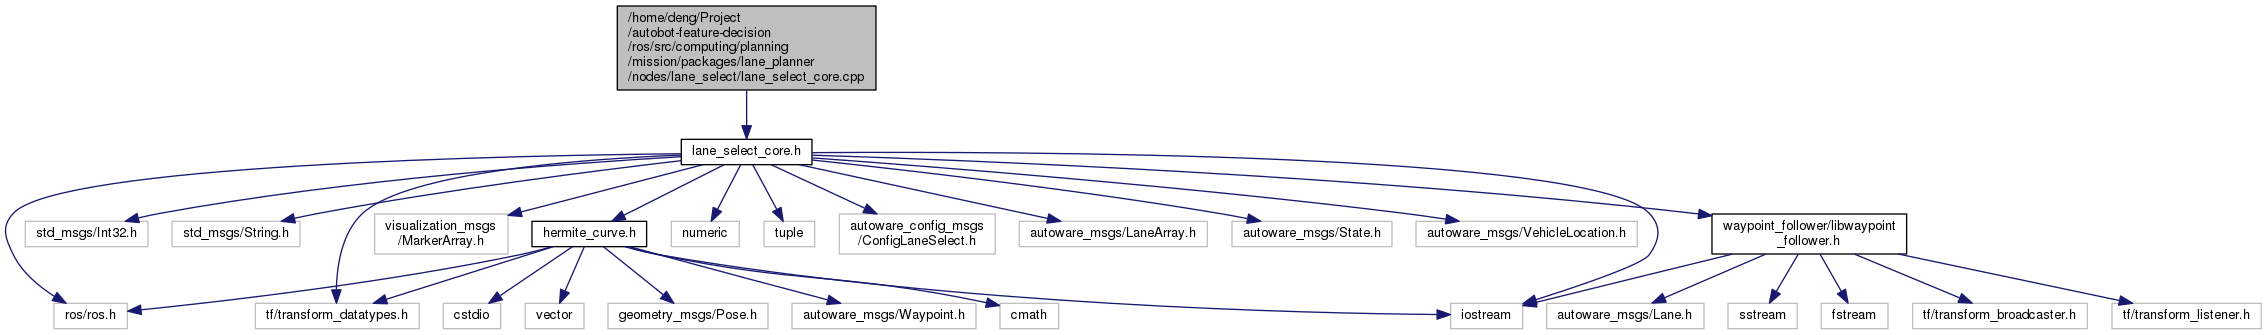 /home/deng/Project
/autobot-feature-decision
/ros/src/computing/planning
/mission/packages/lane_planner
/nodes/lane_select/lane_select_core.cpp
lane_select_core.h
std_msgs/Int32.h
std_msgs/String.h
visualization_msgs
/MarkerArray.h
hermite_curve.h
numeric
tuple
autoware_config_msgs
/ConfigLaneSelect.h
autoware_msgs/LaneArray.h
autoware_msgs/State.h
autoware_msgs/VehicleLocation.h
waypoint_follower/libwaypoint
_follower.h
ros/ros.h
tf/transform_datatypes.h
cstdio
vector
geometry_msgs/Pose.h
autoware_msgs/Waypoint.h
cmath
iostream
autoware_msgs/Lane.h
sstream
fstream
tf/transform_broadcaster.h
tf/transform_listener.h